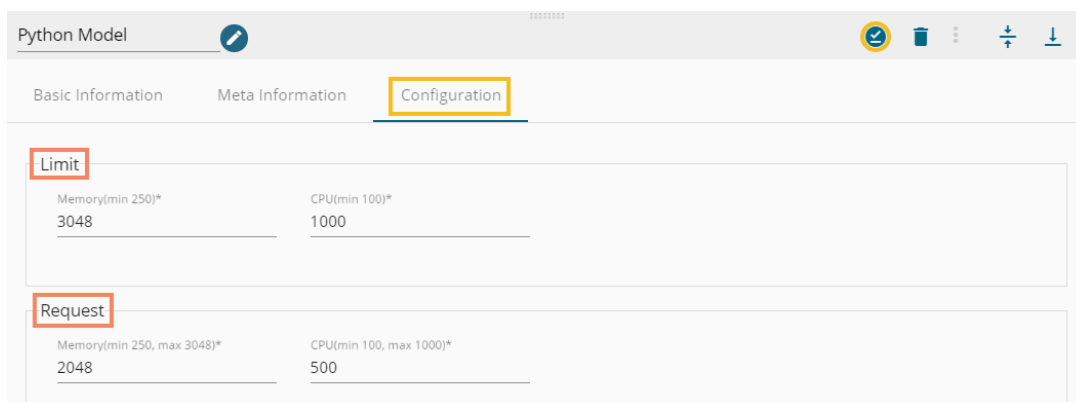 Python Model
Basic Information Meta Information Configuration
Limit
Memory(min 250)* CPU(min 100)*
3048 1000
Request
Memory(min 250, max 3048)* CPU(min 100, max 1000)*
2048 500